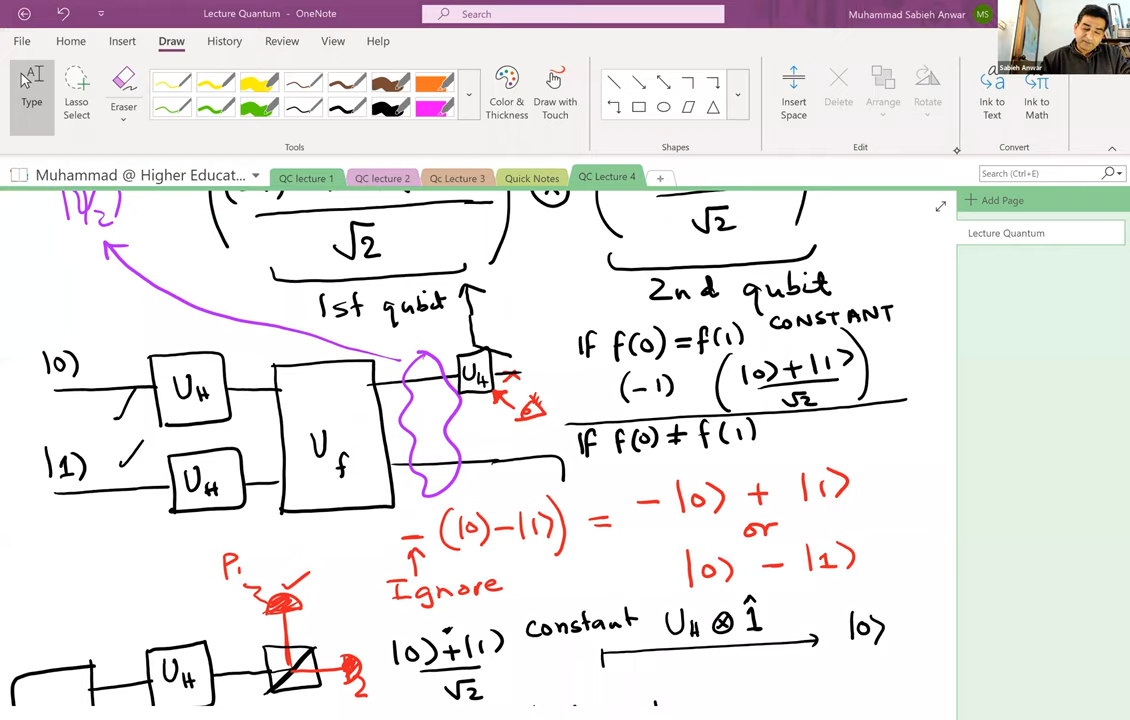 Lecture Quantum - OneNote
Search
Muhammad Sabieh Anwar
MS
Sabieh Anwar
File
Home
Insert
Draw
History
Review
View
Help
Type
Lasso Select
Eraser
Color & Thickness
Draw with Touch
Insert Space
Delete
Arrange
Rotate
Ink to Text
Ink to Math
Tools
Shapes
Edit
Convert
Muhammad @ Higher Educat...
QC lecture 1
QC lecture 2
Qc Lecture 3
Quick Notes
QC Lecture 4
Search (Ctrl+E)
Add Page
Lecture Quantum
|ψ₂⟩
√2
√2
1st qubit
2nd qubit
CONSTANT
If f(0) = f(1)
(-1) (|0⟩ + |1⟩ / √2)
If f(0) ≠ f(1)
|0⟩
U_H
U_H
|1⟩
U_H
U_f
- (|0⟩ - |1⟩) = - |0⟩ + |1⟩
or
|0⟩ - |1⟩
Ignore
P₁
2
U_H
|0⟩ + |1⟩ / √2
constant
U_H ⊗ 1̂
|0⟩